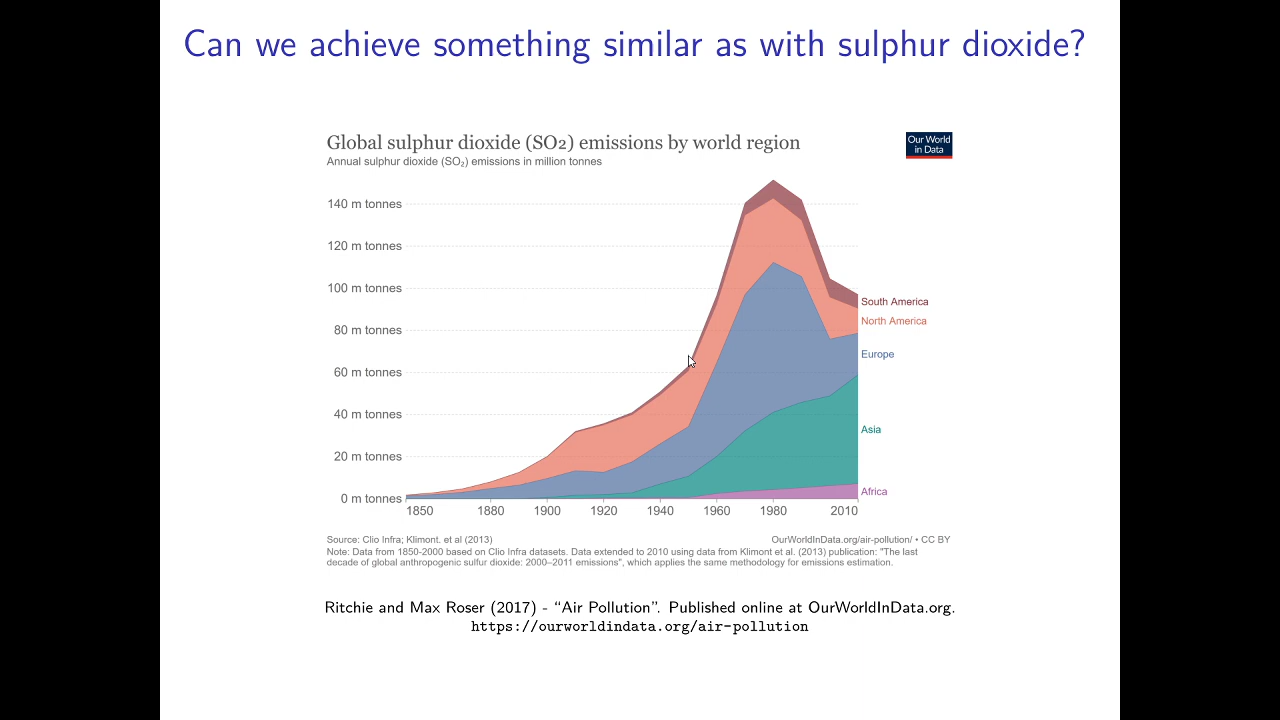 Can we achieve something similar as with sulphur dioxide?
Global sulphur dioxide (SO₂) emissions by world region
Our World
in Data
Annual sulphur dioxide (SO₂) emissions in million tonnes
140 m tonnes
120 m tonnes
100 m tonnes
80 m tonnes
60 m tonnes
40 m tonnes
20 m tonnes
0 m tonnes
South America
North America
Europe
Asia
Africa
1850 1880 1900 1920 1940 1960 1980 2010
Source: Clio Infra; Klimont. et al (2013)
OurWorldInData.org/air-pollution/ • CC BY
Note: Data from 1850-2000 based on Clio Infra datasets. Data extended to 2010 using data from Klimont et al. (2013) publication: "The last
decade of global anthropogenic sulfur dioxide: 2000–2011 emissions", which applies the same methodology for emissions estimation.
Ritchie and Max Roser (2017) - “Air Pollution”. Published online at OurWorldInData.org.
https://ourworldindata.org/air-pollution